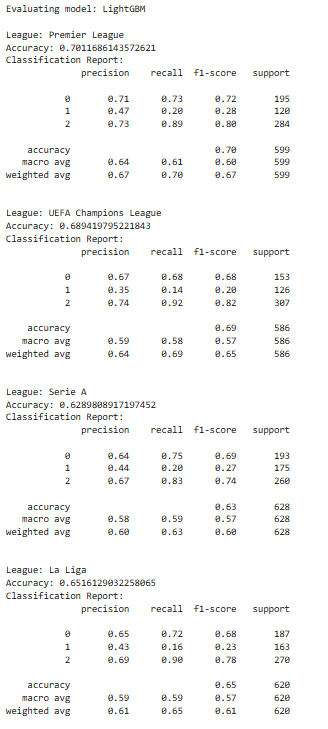 Evaluating model: LightGBM
League: Premier League
Accuracy: 0.7011686143572621
Classification Report:
precision recall f1-score support
0 0.71 0.73 0.72 195
1 0.47 0.20 0.28 120
2 0.73 0.89 0.80 284
accuracy 0.70 599
macro avg 0.64 0.61 0.60 599
weighted avg 0.67 0.70 0.67 599
League: UEFA Champions League
Accuracy: 0.689419795221843
Classification Report:
precision recall f1-score support
0 0.67 0.68 0.68 153
1 0.35 0.14 0.20 126
2 0.74 0.92 0.82 307
accuracy 0.69 586
macro avg 0.59 0.58 0.57 586
weighted avg 0.64 0.69 0.65 586
League: Serie A
Accuracy: 0.6289808917197452
Classification Report:
precision recall f1-score support
0 0.64 0.75 0.69 193
1 0.44 0.20 0.27 175
2 0.67 0.83 0.74 260
accuracy 0.63 628
macro avg 0.58 0.59 0.57 628
weighted avg 0.60 0.63 0.60 628
League: La Liga
Accuracy: 0.6516129032258065
Classification Report:
precision recall f1-score support
0 0.65 0.72 0.68 187
1 0.43 0.16 0.23 163
2 0.69 0.90 0.78 270
accuracy 0.65 620
macro avg 0.59 0.59 0.57 620
weighted avg 0.61 0.65 0.61 620